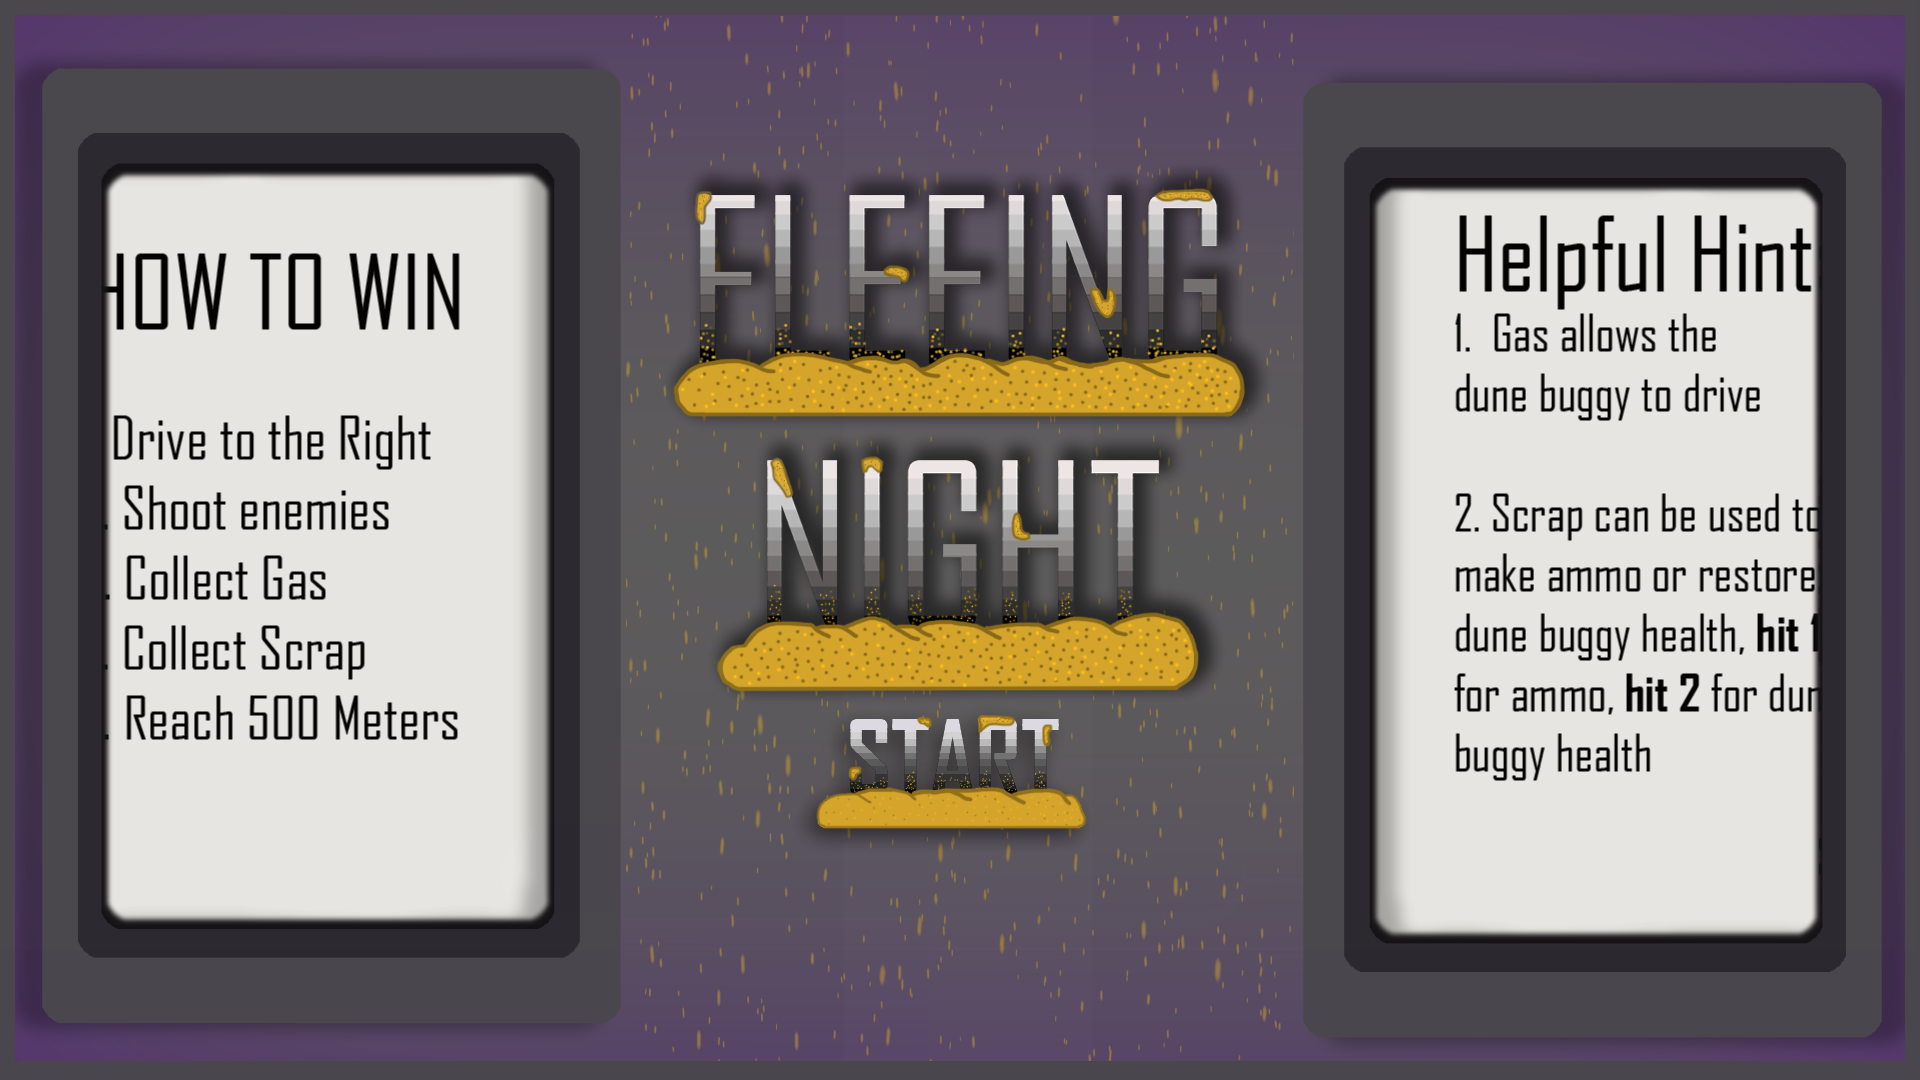 HOW TO WIN
Drive to the Right
. Shoot enemies
. Collect Gas
. Collect Scrap
. Reach 500 Meters
FLEEING
NIGHT
START
Helpful Hint
1. Gas allows the
dune buggy to drive
2. Scrap can be used to
make ammo or restore
dune buggy health, hit 1
for ammo, hit 2 for dun
buggy health